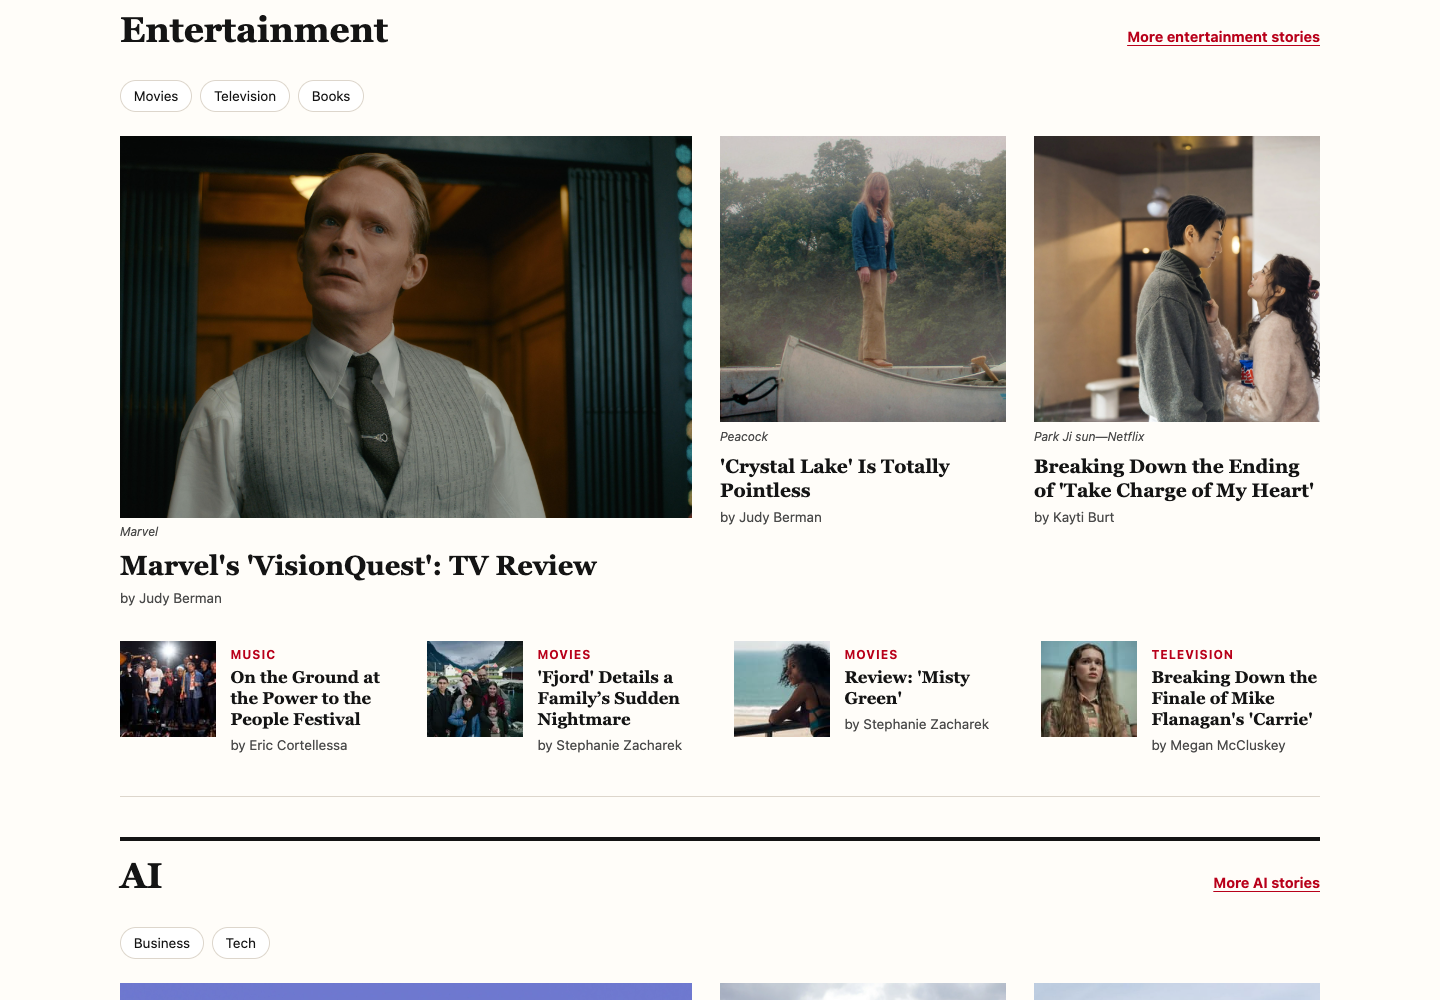 Entertainment
More entertainment stories
Movies
Television
Books
Marvel
Marvel's 'VisionQuest': TV Review
by Judy Berman
Peacock
'Crystal Lake' Is Totally
Pointless
by Judy Berman
Park Ji sun—Netflix
Breaking Down the Ending
of 'Take Charge of My Heart'
by Kayti Burt
MUSIC
On the Ground at
the Power to the
People Festival
by Eric Cortellessa
MOVIES
'Fjord' Details a
Family’s Sudden
Nightmare
by Stephanie Zacharek
MOVIES
Review: 'Misty
Green'
by Stephanie Zacharek
TELEVISION
Breaking Down the
Finale of Mike
Flanagan's 'Carrie'
by Megan McCluskey
AI
More AI stories
Business
Tech